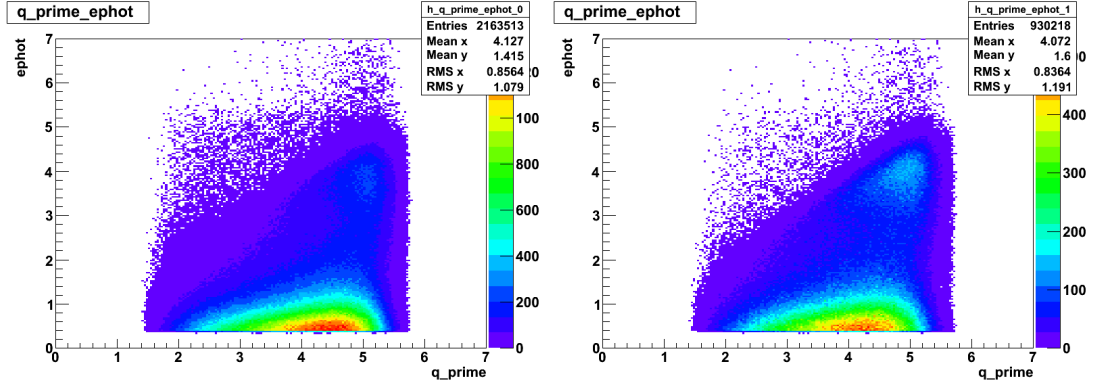 q_prime_ephot
h_q_prime_ephot_0
Entries 2163513
Mean x 4.127
Mean y 1.415
RMS x 0.8564
RMS y 1.079
ephot
7
6
5
4
3
2
1
0
0 1 2 3 4 5 6 7
q_prime
20
100
800
600
400
200
0
q_prime_ephot
h_q_prime_ephot_1
Entries 930218
Mean x 4.072
Mean y 1.6
RMS x 0.8364
RMS y 1.191
ephot
7
6
5
4
3
2
1
0
0 1 2 3 4 5 6 7
q_prime
400
00
00
00
0